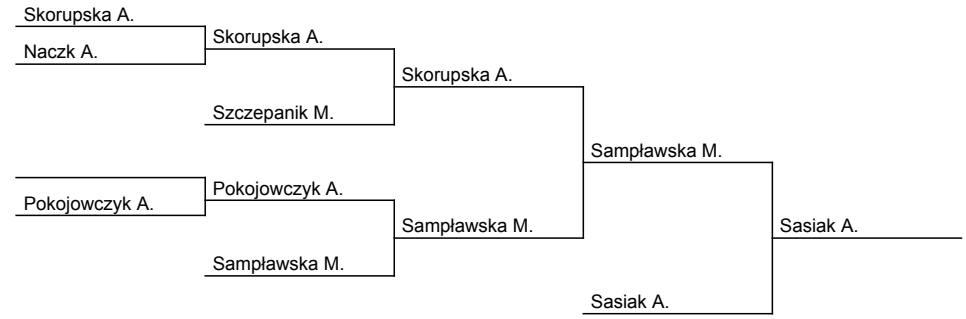 Skorupska A.
Naczk A.
Skorupska A.
Skorupska A.
Szczepanik M.
Sampławska M.
Pokojowczyk A.
Pokojowczyk A.
Sampławska M.
Sasiak A.
Sampławska M.
Sasiak A.